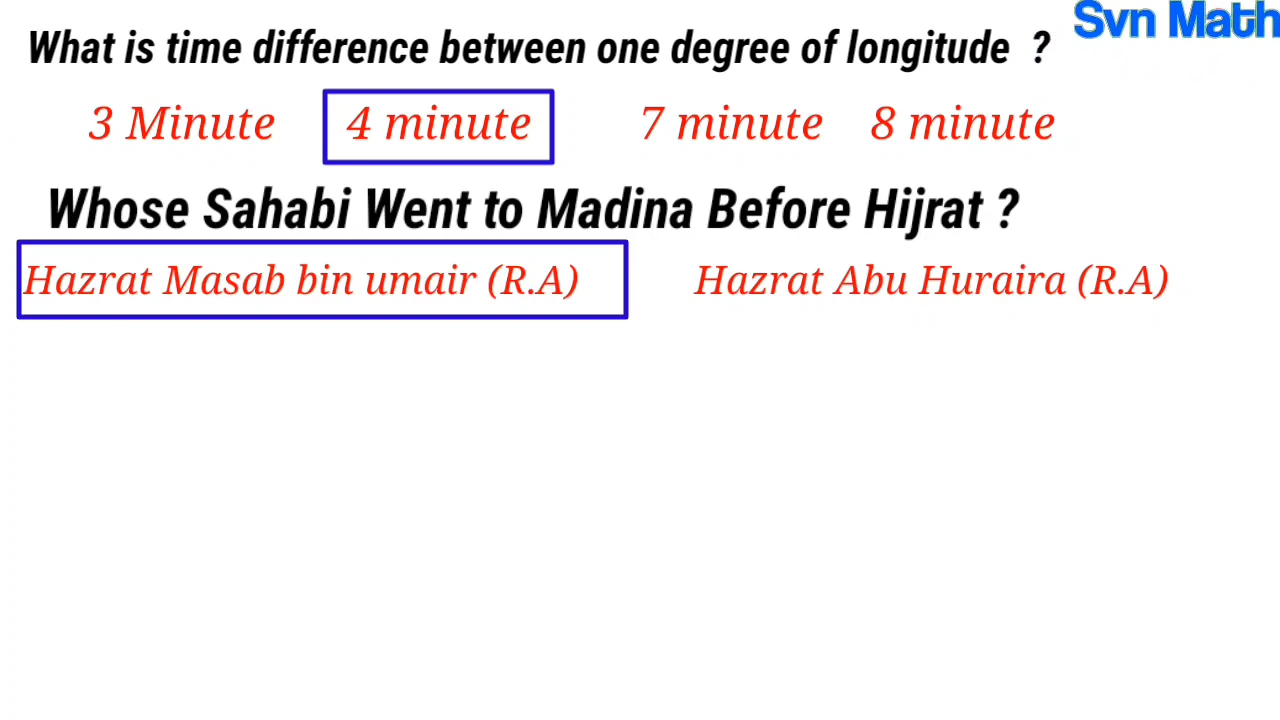 Svn Math
What is time difference between one degree of longitude ?
3 Minute 4 minute 7 minute 8 minute
Whose Sahabi Went to Madina Before Hijrat ?
Hazrat Masab bin umair (R.A) Hazrat Abu Huraira (R.A)